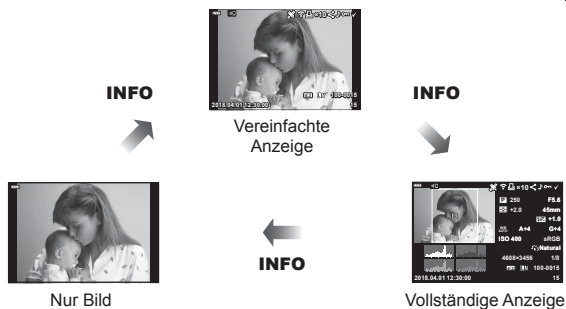 ×10
L N 100-0015
2018.04.01 12:30:00 15
INFO
INFO
Vereinfachte
Anzeige
×10
P 250 F5.6
+2.0 45mm
+1.0
A+4 G+4
ISO 400 sRGB
Natural
4608×3456 1/8
L N 100-0015
2018.04.01 12:30:00 15
INFO
Nur Bild
Vollständige Anzeige